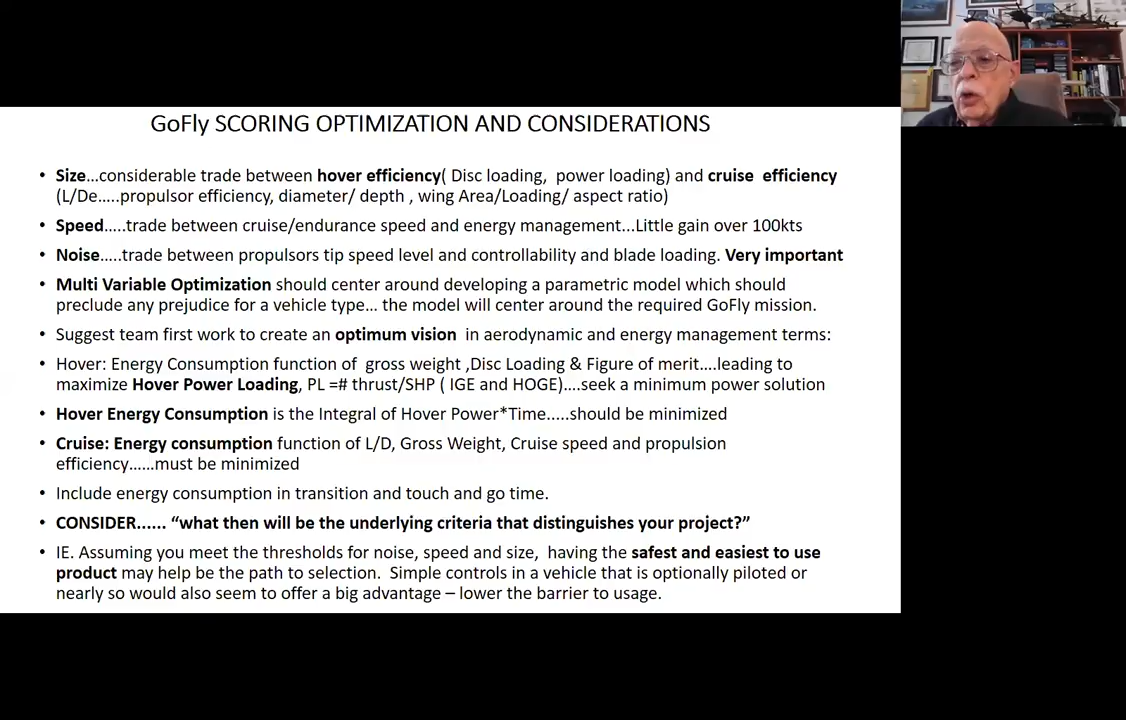 GoFly SCORING OPTIMIZATION AND CONSIDERATIONS
• Size...considerable trade between hover efficiency( Disc loading, power loading) and cruise efficiency
(L/De.....propulsor efficiency, diameter/ depth , wing Area/Loading/ aspect ratio)
• Speed.....trade between cruise/endurance speed and energy management...Little gain over 100kts
• Noise.....trade between propulsors tip speed level and controllability and blade loading. Very important
• Multi Variable Optimization should center around developing a parametric model which should
preclude any prejudice for a vehicle type... the model will center around the required GoFly mission.
• Suggest team first work to create an optimum vision in aerodynamic and energy management terms:
• Hover: Energy Consumption function of gross weight ,Disc Loading & Figure of merit....leading to
maximize Hover Power Loading, PL =# thrust/SHP ( IGE and HOGE)....seek a minimum power solution
• Hover Energy Consumption is the Integral of Hover Power*Time.....should be minimized
• Cruise: Energy consumption function of L/D, Gross Weight, Cruise speed and propulsion
efficiency......must be minimized
• Include energy consumption in transition and touch and go time.
• CONSIDER...... “what then will be the underlying criteria that distinguishes your project?”
• IE. Assuming you meet the thresholds for noise, speed and size, having the safest and easiest to use
product may help be the path to selection. Simple controls in a vehicle that is optionally piloted or
nearly so would also seem to offer a big advantage – lower the barrier to usage.